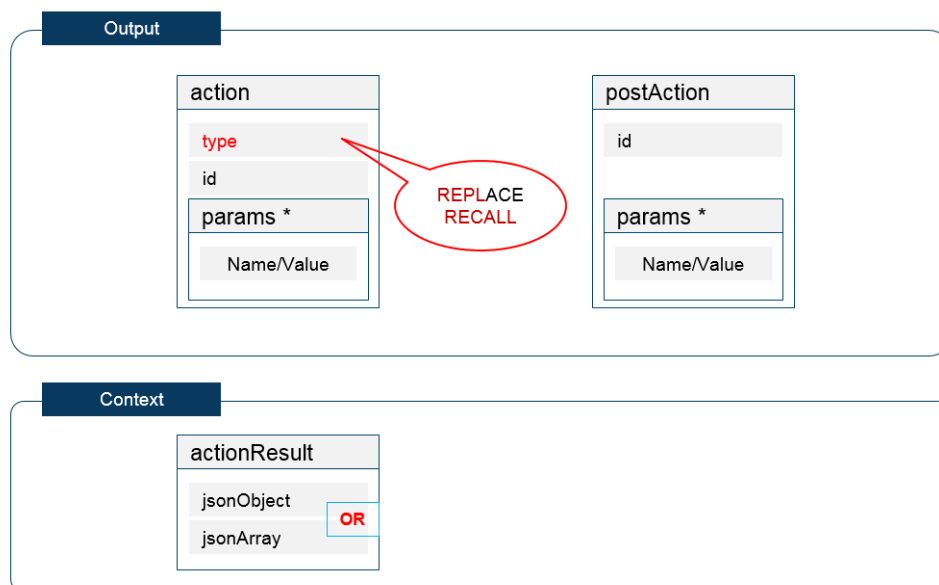 Output
action
type
id
params *
Name/Value
REPLACE
RECALL
postAction
id
params *
Name/Value
Context
actionResult
jsonObject
jsonArray
OR